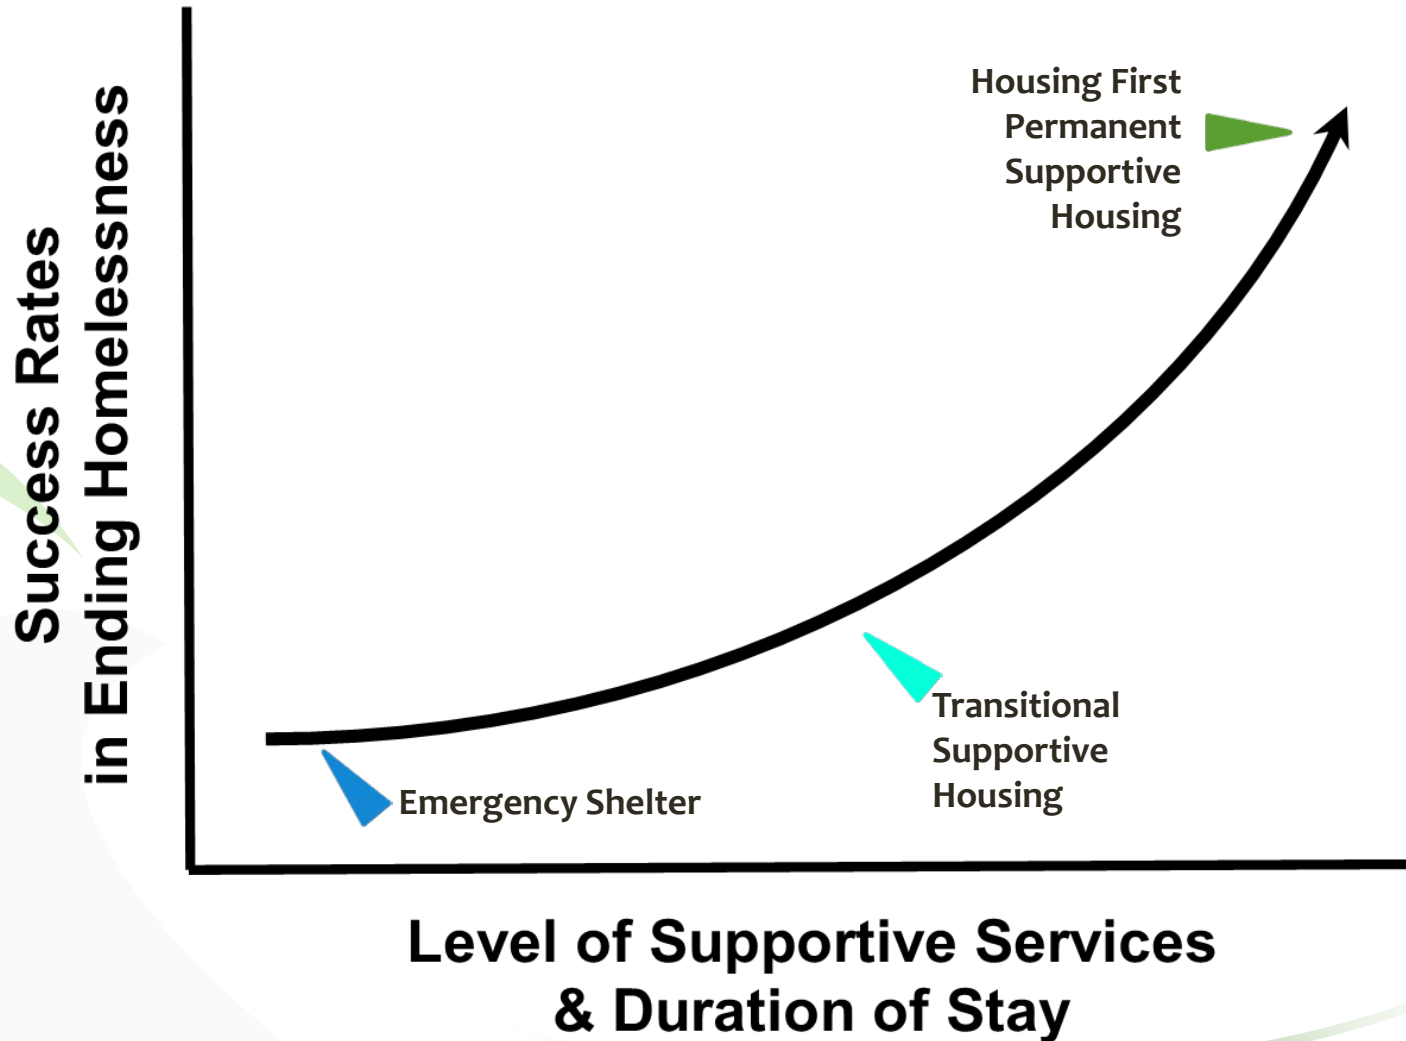 Success Rates
in Ending Homelessness
Housing First
Permanent
Supportive
Housing
Transitional
Supportive
Housing
Emergency Shelter
Level of Supportive Services
& Duration of Stay